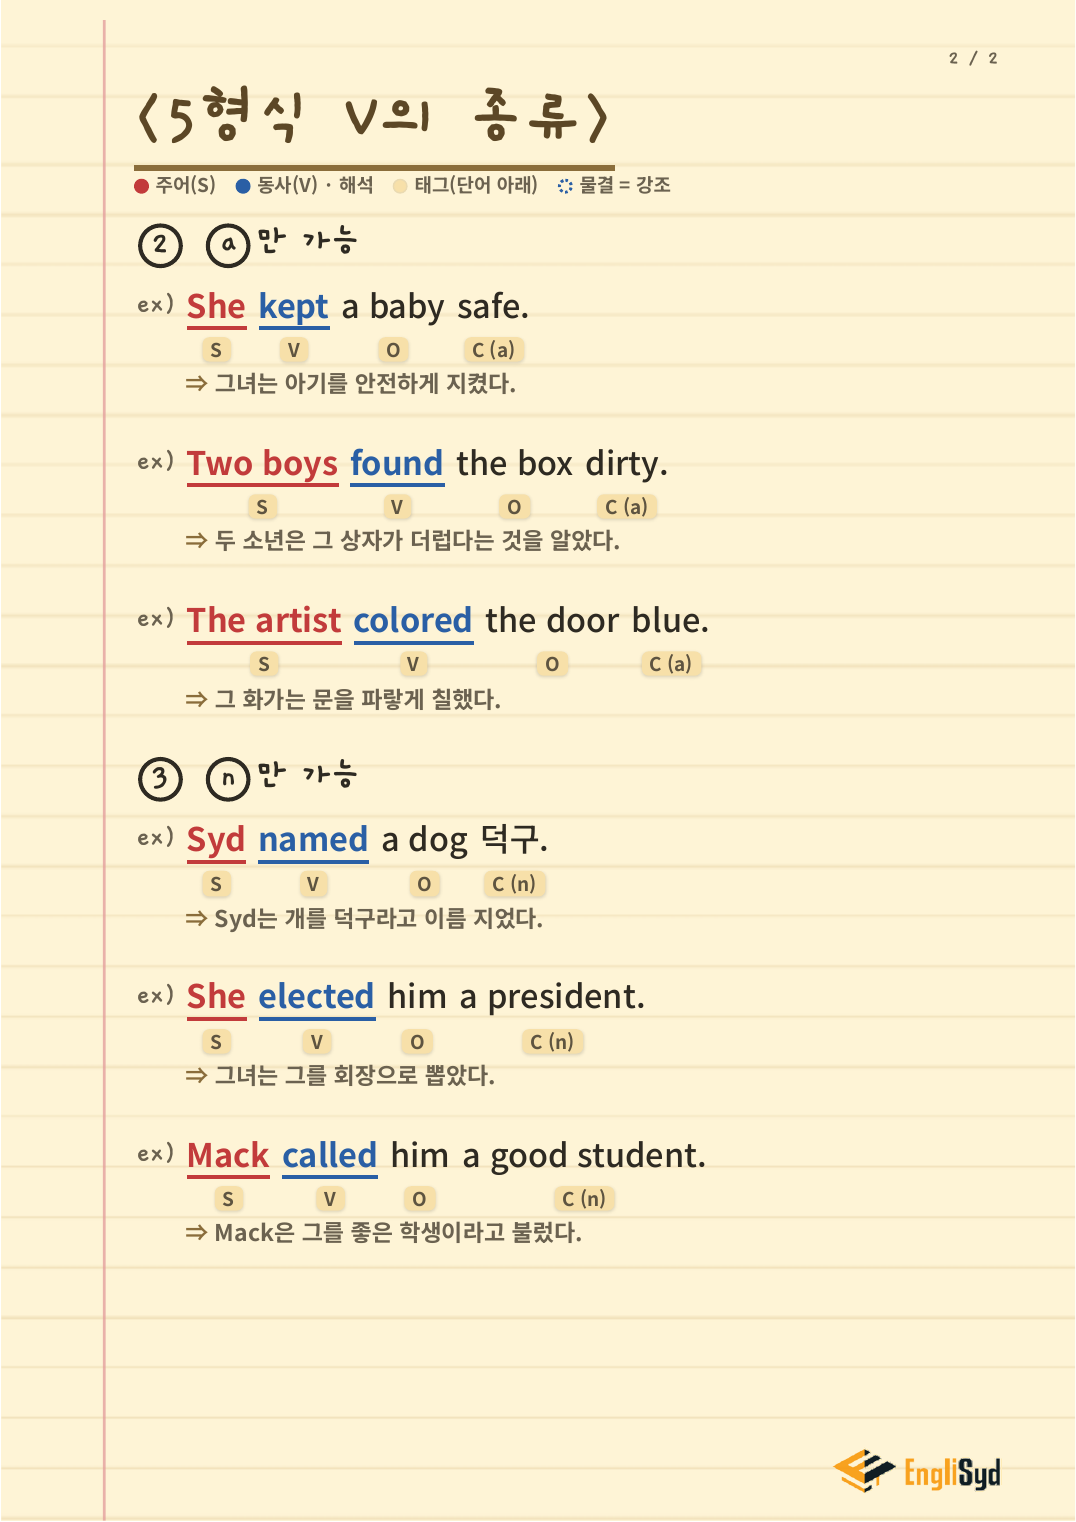 2 / 2
<5형식 V의 종류>
주어(S) 동사(V) · 해석 태그(단어 아래) 물결 = 강조
② ⓐ만 가능
ex) She kept a baby safe.
S V O C (a)
⇒ 그녀는 아기를 안전하게 지켰다.
ex) Two boys found the box dirty.
S V O C (a)
⇒ 두 소년은 그 상자가 더럽다는 것을 알았다.
ex) The artist colored the door blue.
S V O C (a)
⇒ 그 화가는 문을 파랗게 칠했다.
③ ⓝ만 가능
ex) Syd named a dog 덕구.
S V O C (n)
⇒ Syd는 개를 덕구라고 이름 지었다.
ex) She elected him a president.
S V O C (n)
⇒ 그녀는 그를 회장으로 뽑았다.
ex) Mack called him a good student.
S V O C (n)
⇒ Mack은 그를 좋은 학생이라고 불렀다.
EngliSyd